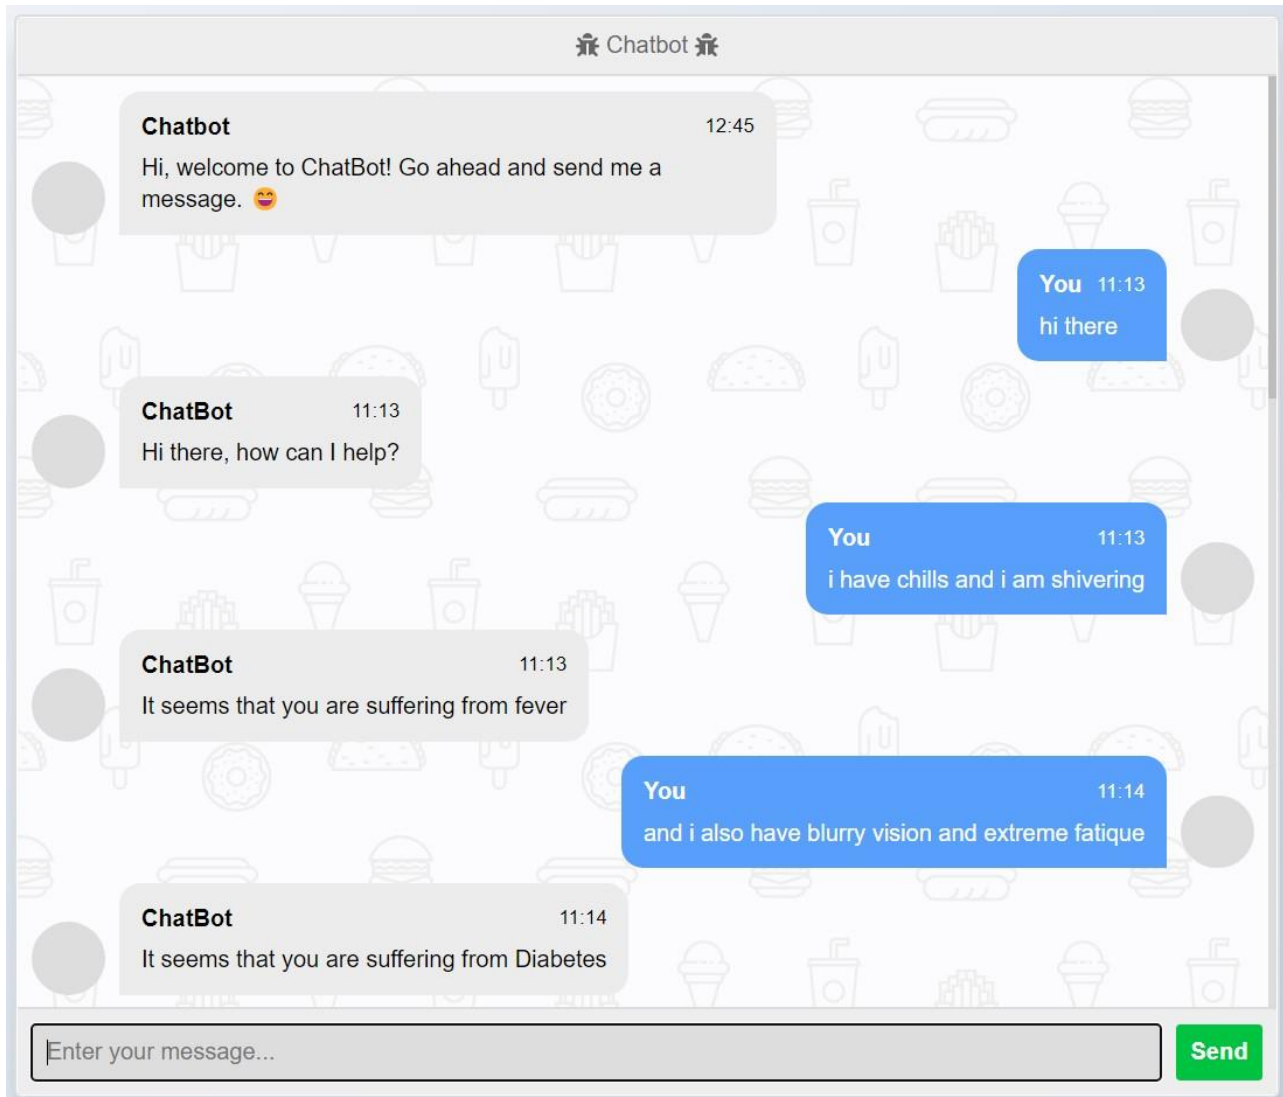 Chatbot
Chatbot 12:45
Hi, welcome to ChatBot! Go ahead and send me a
message.
You 11:13
hi there
ChatBot 11:13
Hi there, how can I help?
You 11:13
i have chills and i am shivering
ChatBot 11:13
It seems that you are suffering from fever
You 11:14
and i also have blurry vision and extreme fatique
ChatBot 11:14
It seems that you are suffering from Diabetes
Enter your message...
Send